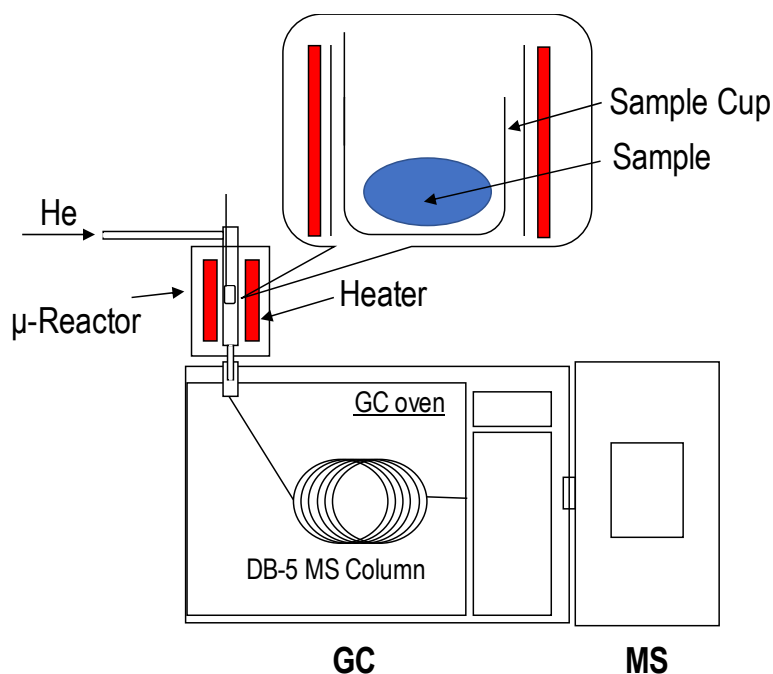 Sample Cup
Sample
He
μ-Reactor
Heater
GC oven
DB-5 MS Column
GC
MS